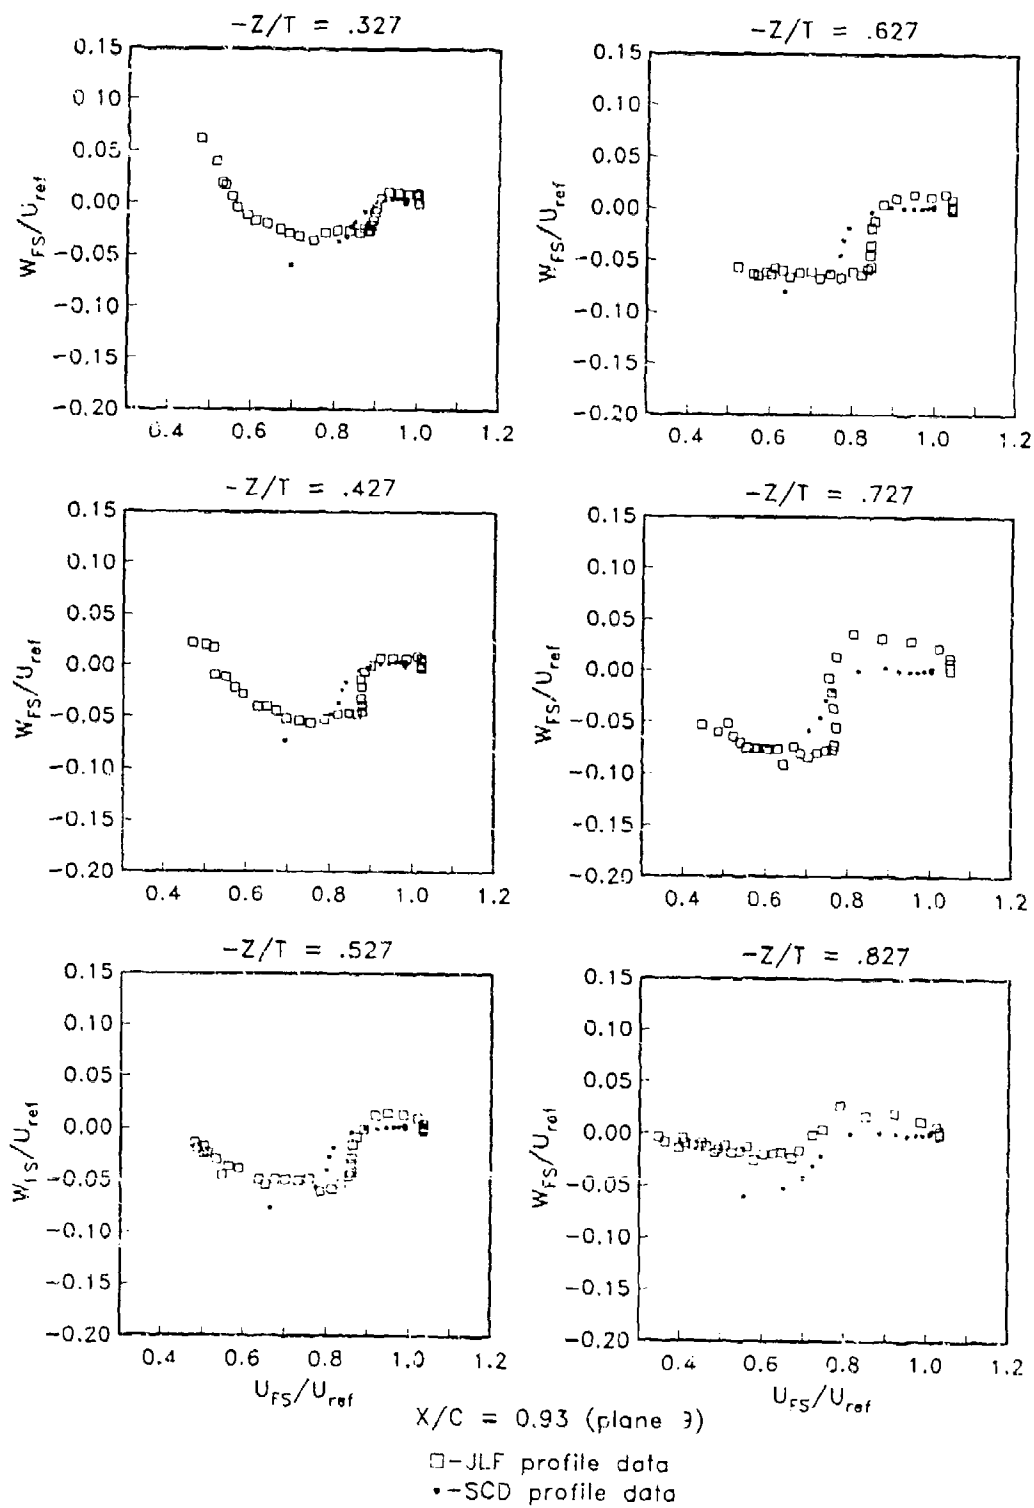 -Z/T = .327
0.15
0.10
0.05
0.00
-0.05
-0.10
-0.15
-0.20
W_FS/U_ref
0.4 0.6 0.8 1.0 1.2
-Z/T = .627
0.15
0.10
0.05
0.00
-0.05
-0.10
-0.15
-0.20
W_FS/U_ref
0.4 0.6 0.8 1.0 1.2
-Z/T = .427
0.15
0.10
0.05
0.00
-0.05
-0.10
-0.15
-0.20
W_FS/U_ref
0.4 0.6 0.8 1.0 1.2
-Z/T = .727
0.15
0.10
0.05
0.00
-0.05
-0.10
-0.15
-0.20
W_FS/U_ref
0.4 0.6 0.8 1.0 1.2
-Z/T = .527
0.15
0.10
0.05
0.00
-0.05
-0.10
-0.15
-0.20
W_FS/U_ref
0.4 0.6 0.8 1.0 1.2
U_FS/U_ref
-Z/T = .827
0.15
0.10
0.05
0.00
-0.05
-0.10
-0.15
-0.20
W_FS/U_ref
0.4 0.6 0.8 1.0 1.2
U_FS/U_ref
X/C = 0.93 (plane 9)
□-JLF profile data
•-SCD profile data